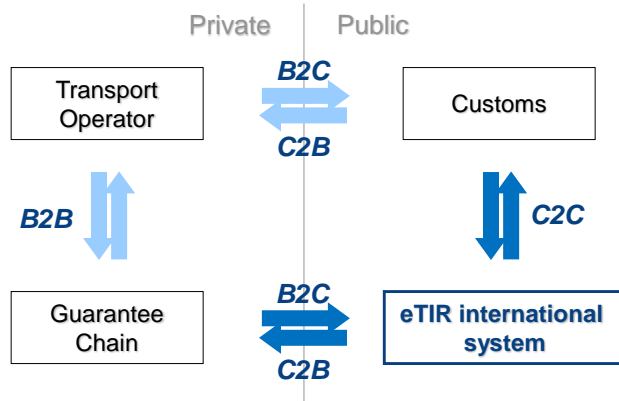 Private
Public
B2C
Transport
Operator
Customs
C2B
B2B
C2C
B2C
Guarantee
Chain
eTIR international
system
C2B